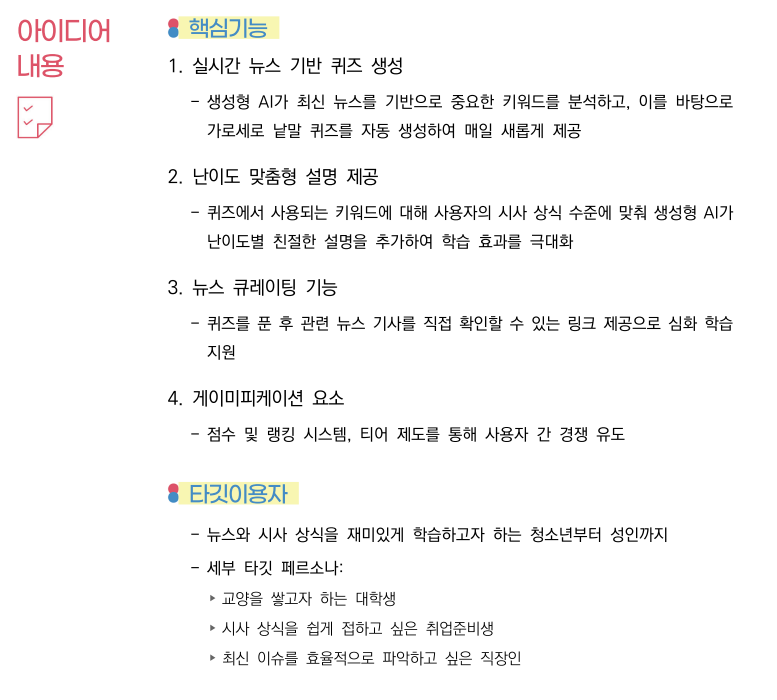 아이디어
내용
핵심기능
1. 실시간 뉴스 기반 퀴즈 생성
- 생성형 AI가 최신 뉴스를 기반으로 중요한 키워드를 분석하고, 이를 바탕으로
가로세로 낱말 퀴즈를 자동 생성하여 매일 새롭게 제공
2. 난이도 맞춤형 설명 제공
- 퀴즈에서 사용되는 키워드에 대해 사용자의 시사 상식 수준에 맞춰 생성형 AI가
난이도별 친절한 설명을 추가하여 학습 효과를 극대화
3. 뉴스 큐레이팅 기능
- 퀴즈를 푼 후 관련 뉴스 기사를 직접 확인할 수 있는 링크 제공으로 심화 학습
지원
4. 게이미피케이션 요소
- 점수 및 랭킹 시스템, 티어 제도를 통해 사용자 간 경쟁 유도
타깃이용자
- 뉴스와 시사 상식을 재미있게 학습하고자 하는 청소년부터 성인까지
- 세부 타깃 페르소나:
▸ 교양을 쌓고자 하는 대학생
▸ 시사 상식을 쉽게 접하고 싶은 취업준비생
▸ 최신 이슈를 효율적으로 파악하고 싶은 직장인